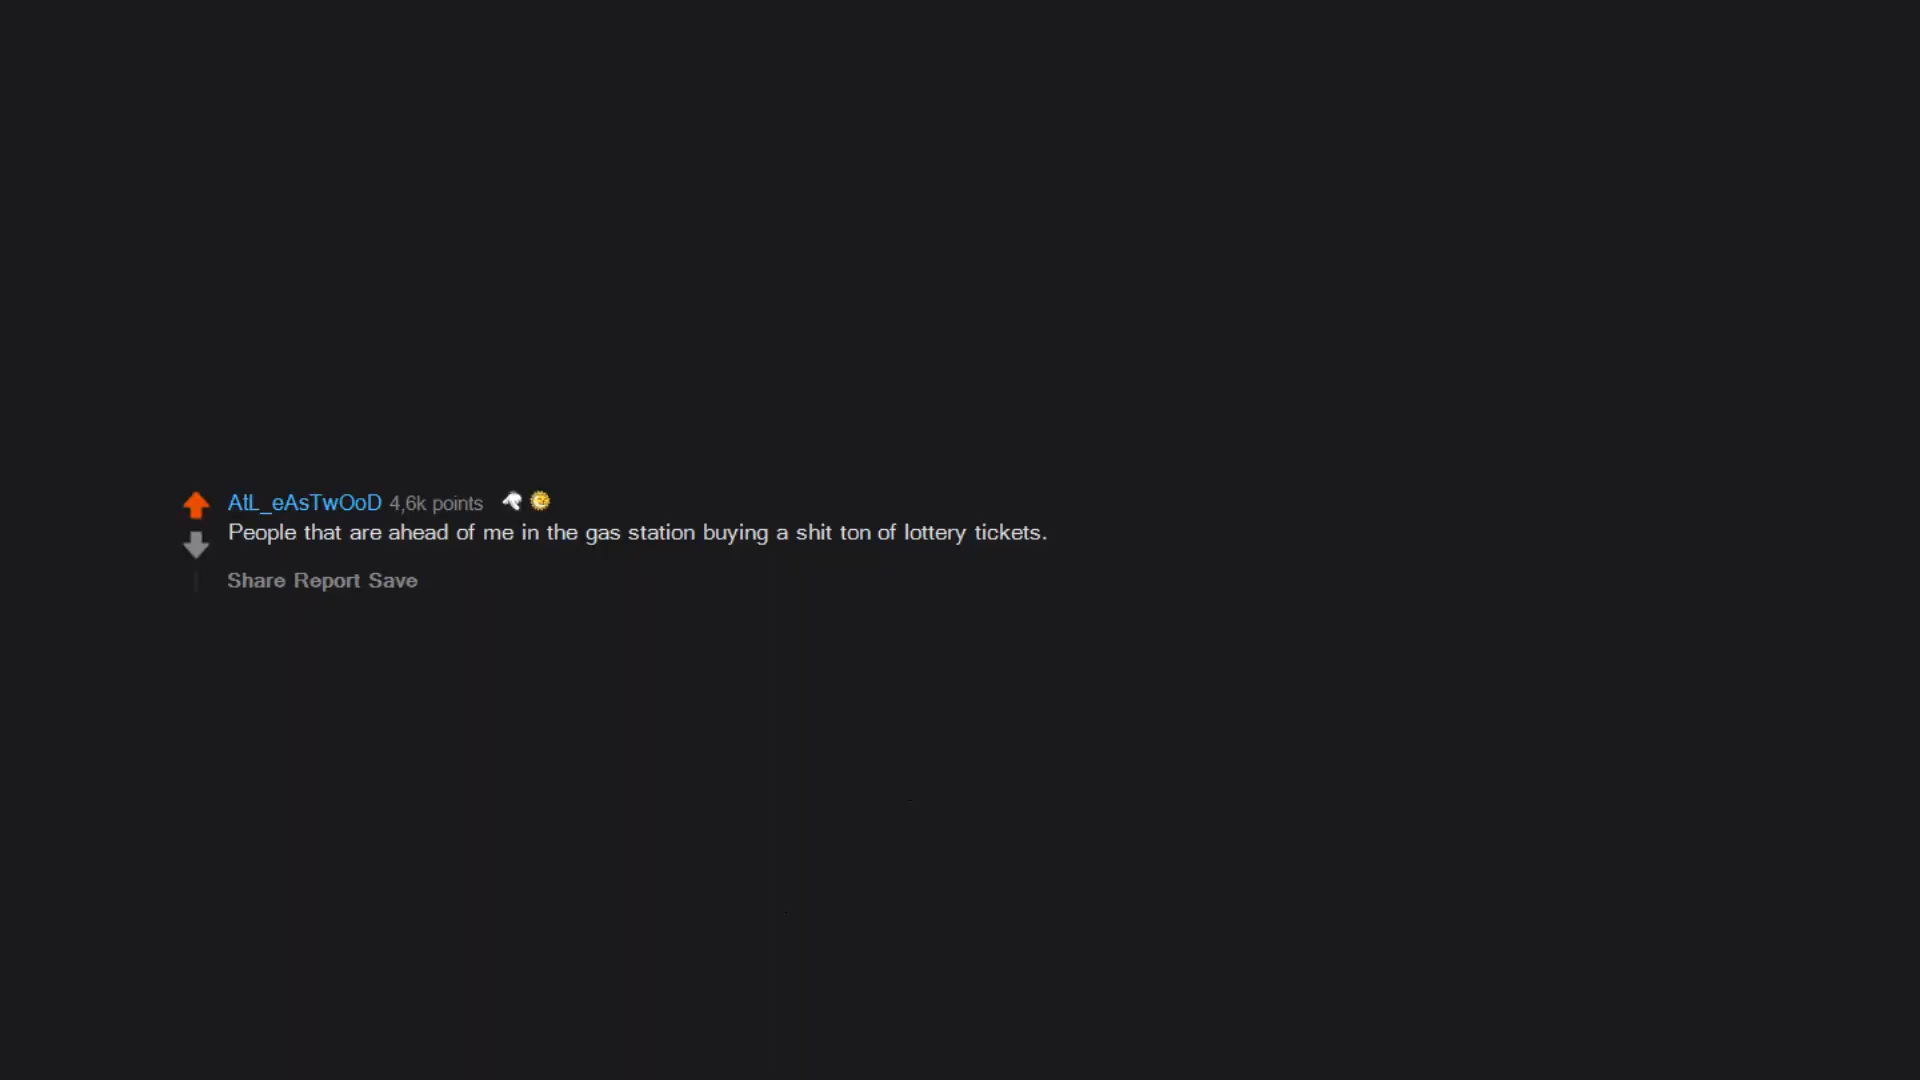 AtL_eAsTwOoD 4,6k points
People that are ahead of me in the gas station buying a shit ton of lottery tickets.
Share Report Save